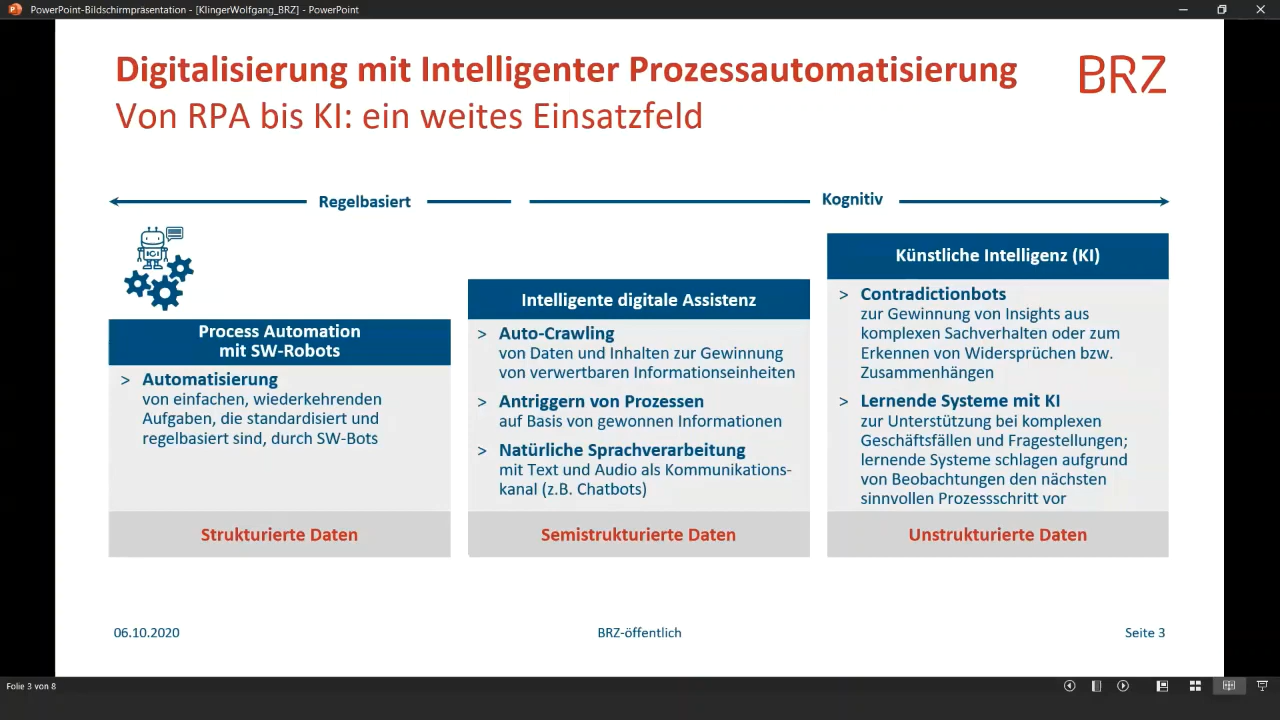 PowerPoint-Bildschirmpräsentation - [KlingerWolfgang_BRZ] - PowerPoint
Digitalisierung mit Intelligenter Prozessautomatisierung
BRZ
Von RPA bis KI: ein weites Einsatzfeld
Regelbasiert
Kognitiv
Process Automation
mit SW-Robots
> Automatisierung
von einfachen, wiederkehrenden
Aufgaben, die standardisiert und
regelbasiert sind, durch SW-Bots
Strukturierte Daten
Intelligente digitale Assistenz
> Auto-Crawling
von Daten und Inhalten zur Gewinnung
von verwertbaren Informationseinheiten
> Antriggern von Prozessen
auf Basis von gewonnen Informationen
> Natürliche Sprachverarbeitung
mit Text und Audio als Kommunikations-
kanal (z.B. Chatbots)
Semistrukturierte Daten
Künstliche Intelligenz (KI)
> Contradictionbots
zur Gewinnung von Insights aus
komplexen Sachverhalten oder zum
Erkennen von Widersprüchen bzw.
Zusammenhängen
> Lernende Systeme mit KI
zur Unterstützung bei komplexen
Geschäftsfällen und Fragestellungen;
lernende Systeme schlagen aufgrund
von Beobachtungen den nächsten
sinnvollen Prozessschritt vor
Unstrukturierte Daten
06.10.2020
BRZ-öffentlich
Seite 3
Folie 3 von 8